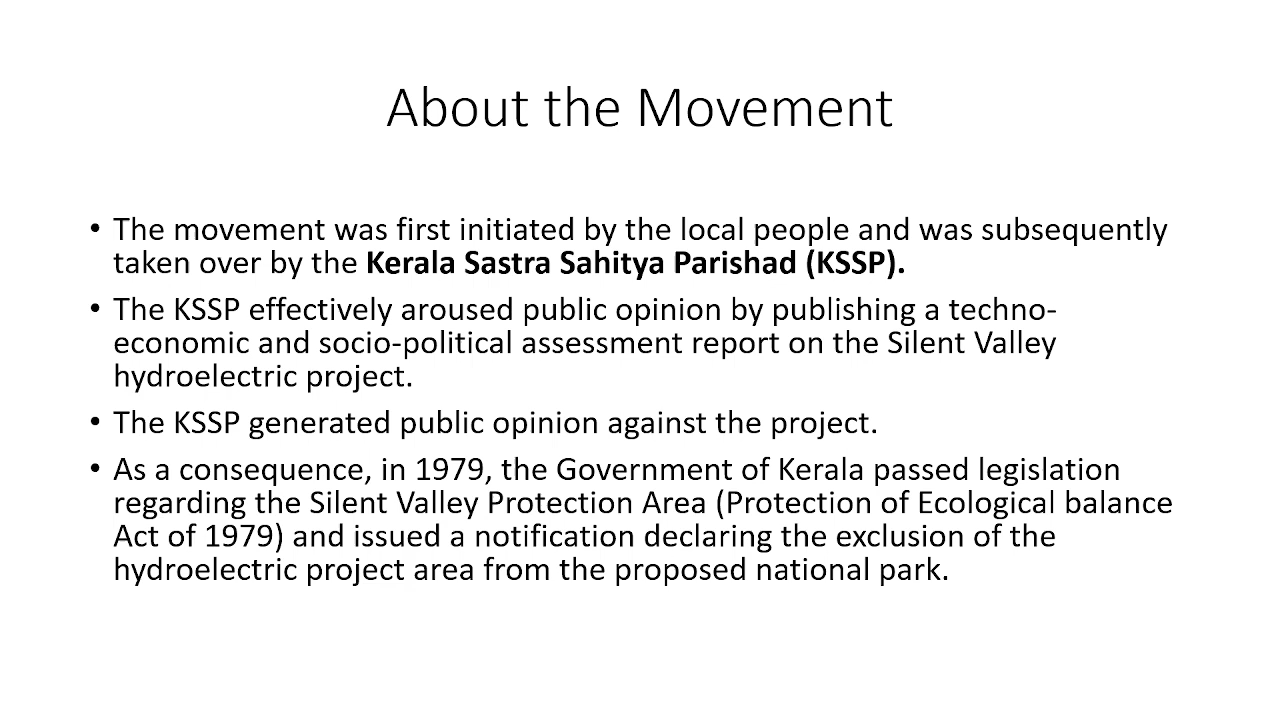 About the Movement
• The movement was first initiated by the local people and was subsequently
taken over by the Kerala Sastra Sahitya Parishad (KSSP).
• The KSSP effectively aroused public opinion by publishing a techno-
economic and socio-political assessment report on the Silent Valley
hydroelectric project.
• The KSSP generated public opinion against the project.
• As a consequence, in 1979, the Government of Kerala passed legislation
regarding the Silent Valley Protection Area (Protection of Ecological balance
Act of 1979) and issued a notification declaring the exclusion of the
hydroelectric project area from the proposed national park.